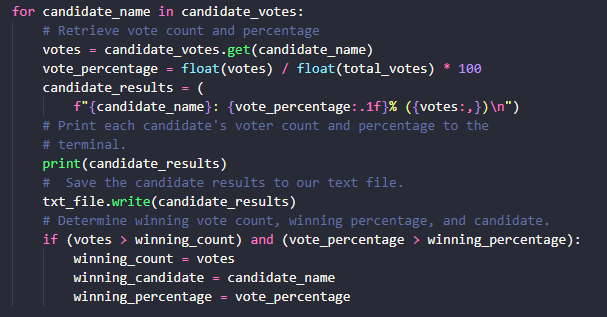 for candidate_name in candidate_votes:
    # Retrieve vote count and percentage
    votes = candidate_votes.get(candidate_name)
    vote_percentage = float(votes) / float(total_votes) * 100
    candidate_results = (
        f"{candidate_name}: {vote_percentage:.1f}% ({votes:,})\n")
    # Print each candidate's voter count and percentage to the
    # terminal.
    print(candidate_results)
    #  Save the candidate results to our text file.
    txt_file.write(candidate_results)
    # Determine winning vote count, winning percentage, and candidate.
    if (votes > winning_count) and (vote_percentage > winning_percentage):
        winning_count = votes
        winning_candidate = candidate_name
        winning_percentage = vote_percentage